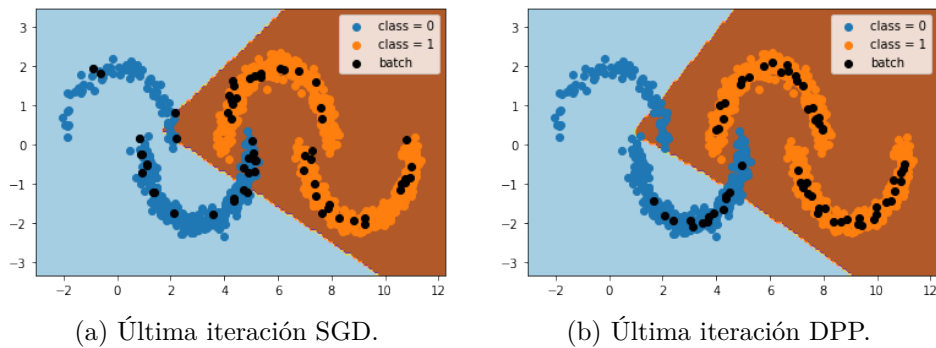 3
2
1
0
−1
−2
−3
−2 0 2 4 6 8 10 12
class = 0
class = 1
batch
(a) Última iteración SGD.
3
2
1
0
−1
−2
−3
−2 0 2 4 6 8 10 12
class = 0
class = 1
batch
(b) Última iteración DPP.